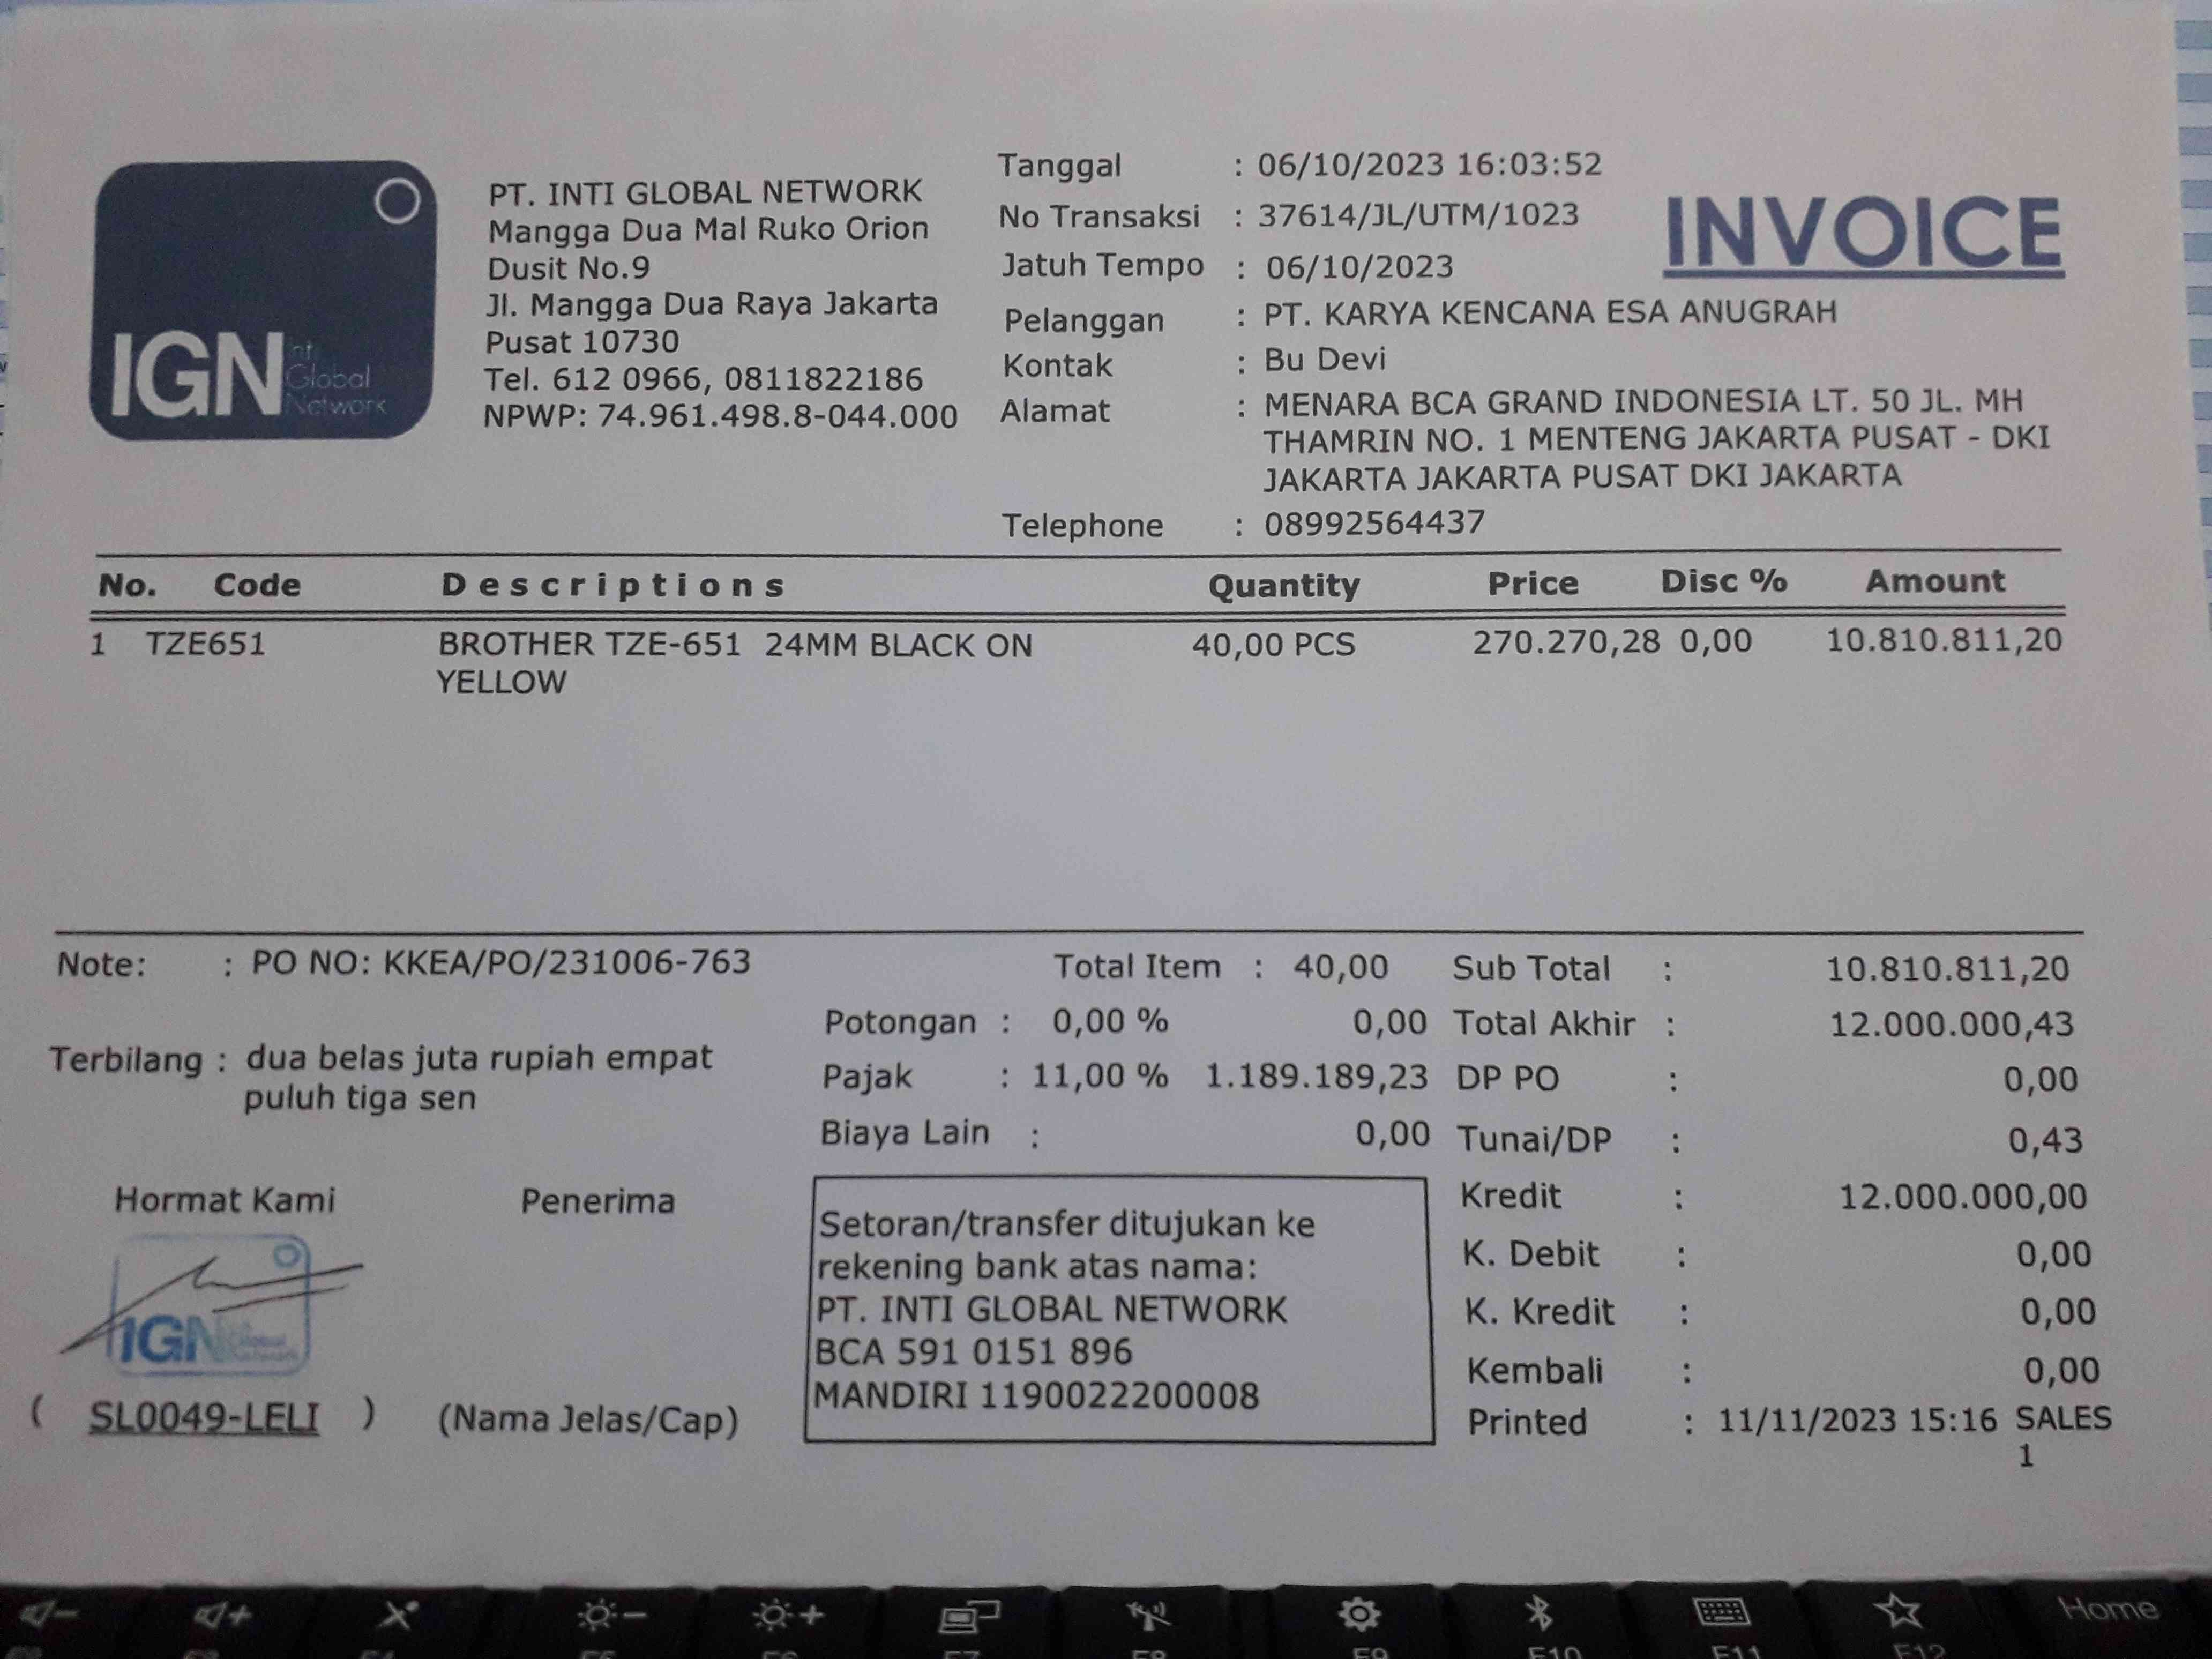 IGN
Inti
Global
Network
PT. INTI GLOBAL NETWORK
Mangga Dua Mal Ruko Orion
Dusit No.9
Jl. Mangga Dua Raya Jakarta
Pusat 10730
Tel. 612 0966, 0811822186
NPWP: 74.961.498.8-044.000
INVOICE
Tanggal : 06/10/2023 16:03:52
No Transaksi : 37614/JL/UTM/1023
Jatuh Tempo : 06/10/2023
Pelanggan : PT. KARYA KENCANA ESA ANUGRAH
Kontak : Bu Devi
Alamat : MENARA BCA GRAND INDONESIA LT. 50 JL. MH
THAMRIN NO. 1 MENTENG JAKARTA PUSAT - DKI
JAKARTA JAKARTA PUSAT DKI JAKARTA
Telephone : 08992564437
No. Code Descriptions Quantity Price Disc % Amount
1 TZE651 BROTHER TZE-651 24MM BLACK ON 40,00 PCS 270.270,28 0,00 10.810.811,20
YELLOW
Note: : PO NO: KKEA/PO/231006-763 Total Item : 40,00 Sub Total : 10.810.811,20
Potongan : 0,00 % 0,00 Total Akhir : 12.000.000,43
Terbilang : dua belas juta rupiah empat
puluh tiga sen
Pajak : 11,00 % 1.189.189,23 DP PO : 0,00
Biaya Lain : 0,00 Tunai/DP : 0,43
Hormat Kami Penerima
Kredit : 12.000.000,00
Setoran/transfer ditujukan ke
rekening bank atas nama:
PT. INTI GLOBAL NETWORK
BCA 591 0151 896
MANDIRI 1190022200008
K. Debit : 0,00
K. Kredit : 0,00
Kembali : 0,00
IGN
( SL0049-LELI ) (Nama Jelas/Cap)
Printed : 11/11/2023 15:16 SALES
1
Home
F9 F10 F11 F12